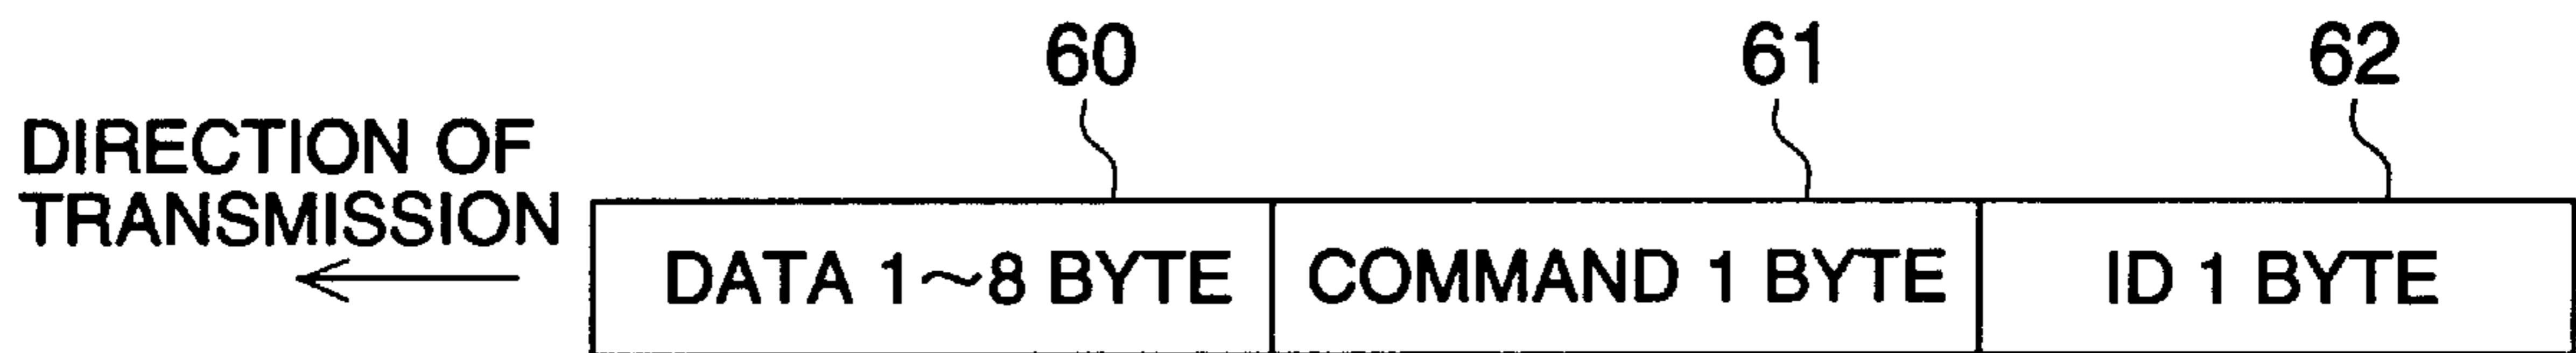 60 61 62
DIRECTION OF
TRANSMISSION
DATA 1~8 BYTE COMMAND 1 BYTE ID 1 BYTE